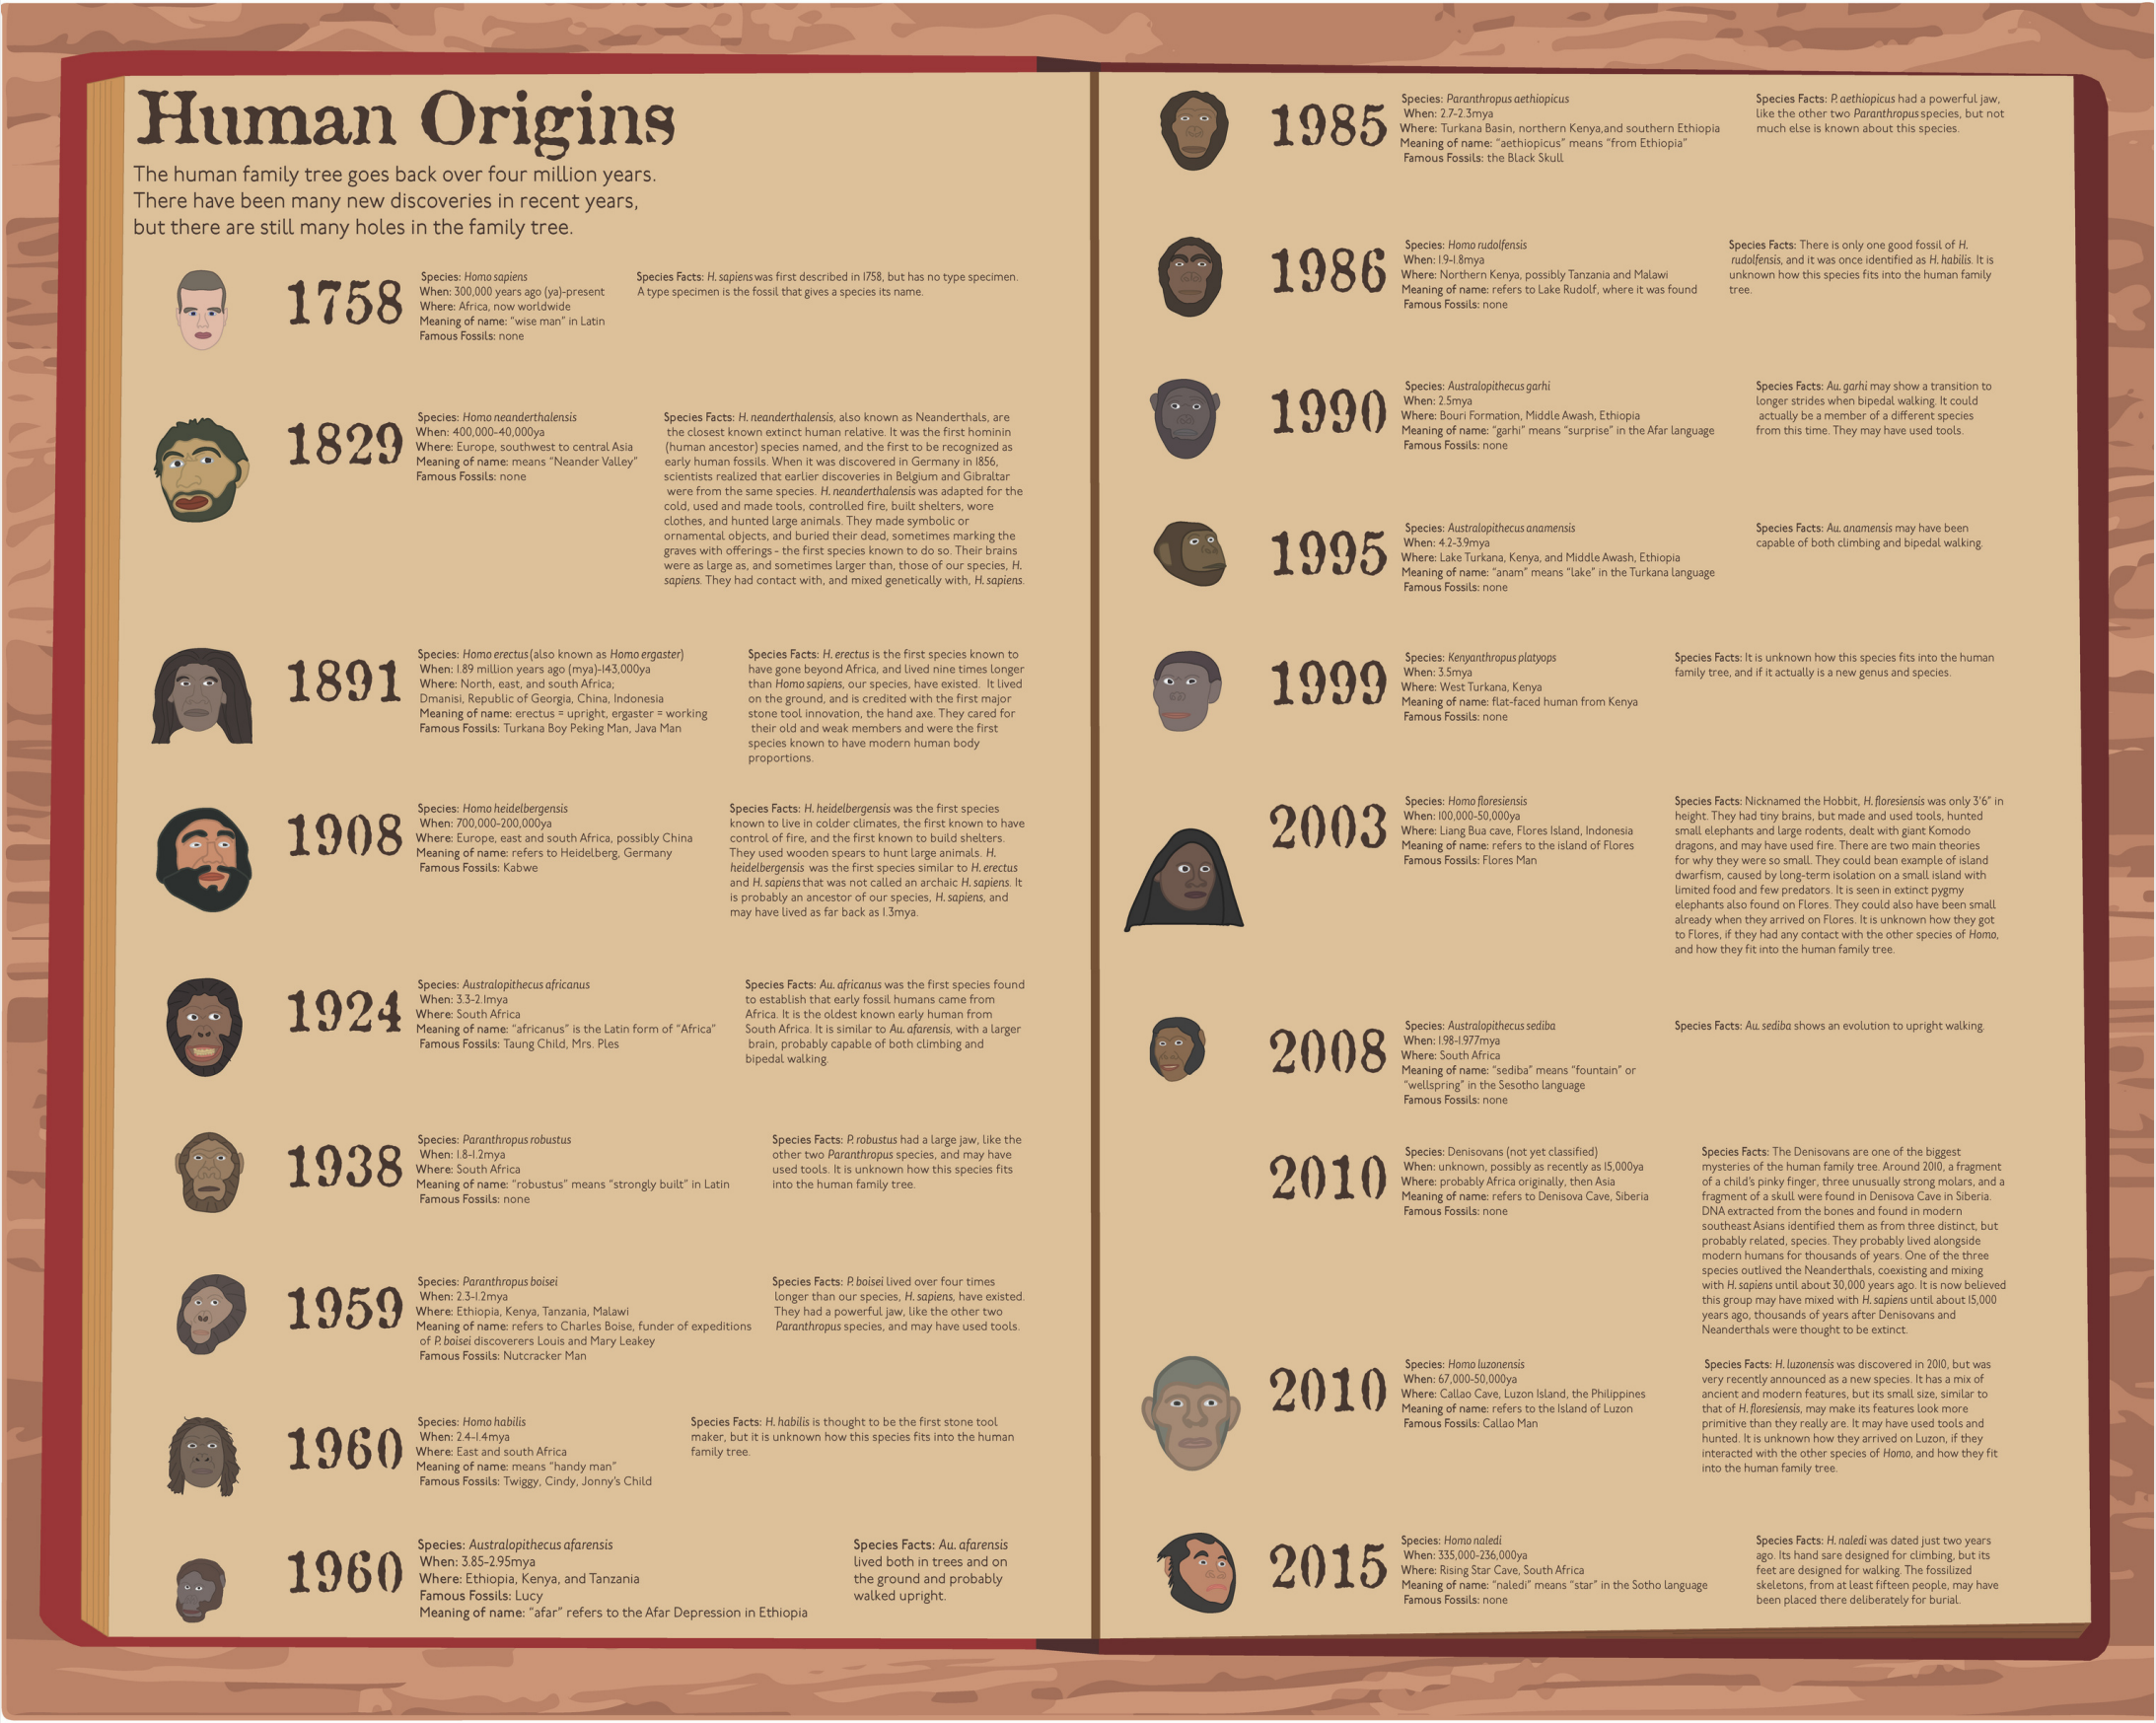 Human Origins
The human family tree goes back over four million years.
There have been many new discoveries in recent years,
but there are still many holes in the family tree.
1758
Species: Homo sapiens
When: 300,000 years ago (ya)-present
Where: Africa, now worldwide
Meaning of name: “wise man” in Latin
Famous Fossils: none
Species Facts: H. sapiens was first described in 1758, but has no type specimen.
A type specimen is the fossil that gives a species its name.
1829
Species: Homo neanderthalensis
When: 400,000-40,000ya
Where: Europe, southwest to central Asia
Meaning of name: means “Neander Valley”
Famous Fossils: none
Species Facts: H. neanderthalensis, also known as Neanderthals, are
the closest known extinct human relative. It was the first hominin
(human ancestor) species named, and the first to be recognized as
early human fossils. When it was discovered in Germany in 1856,
scientists realized that earlier discoveries in Belgium and Gibraltar
were from the same species. H. neanderthalensis was adapted for the
cold, used and made tools, controlled fire, built shelters, wore
clothes, and hunted large animals. They made symbolic or
ornamental objects, and buried their dead, sometimes marking the
graves with offerings - the first species known to do so. Their brains
were as large as, and sometimes larger than, those of our species, H.
sapiens. They had contact with, and mixed genetically with, H. sapiens.
1891
Species: Homo erectus (also known as Homo ergaster)
When: 1.89 million years ago (mya)-143,000ya
Where: North, east, and south Africa;
Dmanisi, Republic of Georgia, China, Indonesia
Meaning of name: erectus = upright, ergaster = working
Famous Fossils: Turkana Boy Peking Man, Java Man
Species Facts: H. erectus is the first species known to
have gone beyond Africa, and lived nine times longer
than Homo sapiens, our species, have existed. It lived
on the ground, and is credited with the first major
stone tool innovation, the hand axe. They cared for
their old and weak members and were the first
species known to have modern human body
proportions.
1908
Species: Homo heidelbergensis
When: 700,000-200,000ya
Where: Europe, east and south Africa, possibly China
Meaning of name: refers to Heidelberg, Germany
Famous Fossils: Kabwe
Species Facts: H. heidelbergensis was the first species
known to live in colder climates, the first known to have
control of fire, and the first known to build shelters.
They used wooden spears to hunt large animals. H.
heidelbergensis was the first species similar to H. erectus
and H. sapiens that was not called an archaic H. sapiens. It
is probably an ancestor of our species, H. sapiens, and
may have lived as far back as 1.3mya.
1924
Species: Australopithecus africanus
When: 3.3-2.1mya
Where: South Africa
Meaning of name: “africanus” is the Latin form of “Africa”
Famous Fossils: Taung Child, Mrs. Ples
Species Facts: Au. africanus was the first species found
to establish that early fossil humans came from
Africa. It is the oldest known early human from
South Africa. It is similar to Au. afarensis, with a larger
brain, probably capable of both climbing and
bipedal walking.
1938
Species: Paranthropus robustus
When: 1.8-1.2mya
Where: South Africa
Meaning of name: “robustus” means “strongly built” in Latin
Famous Fossils: none
Species Facts: P. robustus had a large jaw, like the
other two Paranthropus species, and may have
used tools. It is unknown how this species fits
into the human family tree.
1959
Species: Paranthropus boisei
When: 2.3-1.2mya
Where: Ethiopia, Kenya, Tanzania, Malawi
Meaning of name: refers to Charles Boise, funder of expeditions
of P. boisei discoverers Louis and Mary Leakey
Famous Fossils: Nutcracker Man
Species Facts: P. boisei lived over four times
longer than our species, H. sapiens, have existed.
They had a powerful jaw, like the other two
Paranthropus species, and may have used tools.
1960
Species: Homo habilis
When: 2.4-1.4mya
Where: East and south Africa
Meaning of name: means “handy man”
Famous Fossils: Twiggy, Cindy, Jonny’s Child
Species Facts: H. habilis is thought to be the first stone tool
maker, but it is unknown how this species fits into the human
family tree.
1960
Species: Australopithecus afarensis
When: 3.85-2.95mya
Where: Ethiopia, Kenya, and Tanzania
Famous Fossils: Lucy
Meaning of name: “afar” refers to the Afar Depression in Ethiopia
Species Facts: Au. afarensis
lived both in trees and on
the ground and probably
walked upright.
1985
Species: Paranthropus aethiopicus
When: 2.7-2.3mya
Where: Turkana Basin, northern Kenya,and southern Ethiopia
Meaning of name: “aethiopicus” means “from Ethiopia”
Famous Fossils: the Black Skull
Species Facts: P. aethiopicus had a powerful jaw,
like the other two Paranthropus species, but not
much else is known about this species.
1986
Species: Homo rudolfensis
When: 1.9-1.8mya
Where: Northern Kenya, possibly Tanzania and Malawi
Meaning of name: refers to Lake Rudolf, where it was found
Famous Fossils: none
Species Facts: There is only one good fossil of H.
rudolfensis, and it was once identified as H. habilis. It is
unknown how this species fits into the human family
tree.
1990
Species: Australopithecus garhi
When: 2.5mya
Where: Bouri Formation, Middle Awash, Ethiopia
Meaning of name: “garhi” means “surprise” in the Afar language
Famous Fossils: none
Species Facts: Au. garhi may show a transition to
longer strides when bipedal walking. It could
actually be a member of a different species
from this time. They may have used tools.
1995
Species: Australopithecus anamensis
When: 4.2-3.9mya
Where: Lake Turkana, Kenya, and Middle Awash, Ethiopia
Meaning of name: “anam” means “lake” in the Turkana language
Famous Fossils: none
Species Facts: Au. anamensis may have been
capable of both climbing and bipedal walking.
1999
Species: Kenyanthropus platyops
When: 3.5mya
Where: West Turkana, Kenya
Meaning of name: flat-faced human from Kenya
Famous Fossils: none
Species Facts: It is unknown how this species fits into the human
family tree, and if it actually is a new genus and species.
2003
Species: Homo floresiensis
When: 100,000-50,000ya
Where: Liang Bua cave, Flores Island, Indonesia
Meaning of name: refers to the island of Flores
Famous Fossils: Flores Man
Species Facts: Nicknamed the Hobbit, H. floresiensis was only 3’6” in
height. They had tiny brains, but made and used tools, hunted
small elephants and large rodents, dealt with giant Komodo
dragons, and may have used fire. There are two main theories
for why they were so small. They could bean example of island
dwarfism, caused by long-term isolation on a small island with
limited food and few predators. It is seen in extinct pygmy
elephants also found on Flores. They could also have been small
already when they arrived on Flores. It is unknown how they got
to Flores, if they had any contact with the other species of Homo,
and how they fit into the human family tree.
2008
Species: Australopithecus sediba
When: 1.98-1.977mya
Where: South Africa
Meaning of name: “sediba” means “fountain” or
“wellspring” in the Sesotho language
Famous Fossils: none
Species Facts: Au. sediba shows an evolution to upright walking.
2010
Species: Denisovans (not yet classified)
When: unknown, possibly as recently as 15,000ya
Where: probably Africa originally, then Asia
Meaning of name: refers to Denisova Cave, Siberia
Famous Fossils: none
Species Facts: The Denisovans are one of the biggest
mysteries of the human family tree. Around 2010, a fragment
of a child’s pinky finger, three unusually strong molars, and a
fragment of a skull were found in Denisova Cave in Siberia.
DNA extracted from the bones and found in modern
southeast Asians identified them as from three distinct, but
probably related, species. They probably lived alongside
modern humans for thousands of years. One of the three
species outlived the Neanderthals, coexisting and mixing
with H. sapiens until about 30,000 years ago. It is now believed
this group may have mixed with H. sapiens until about 15,000
years ago, thousands of years after Denisovans and
Neanderthals were thought to be extinct.
2010
Species: Homo luzonensis
When: 67,000-50,000ya
Where: Callao Cave, Luzon Island, the Philippines
Meaning of name: refers to the Island of Luzon
Famous Fossils: Callao Man
Species Facts: H. luzonensis was discovered in 2010, but was
very recently announced as a new species. It has a mix of
ancient and modern features, but its small size, similar to
that of H. floresiensis, may make its features look more
primitive than they really are. It may have used tools and
hunted. It is unknown how they arrived on Luzon, if they
interacted with the other species of Homo, and how they fit
into the human family tree.
2015
Species: Homo naledi
When: 335,000-236,000ya
Where: Rising Star Cave, South Africa
Meaning of name: “naledi” means “star” in the Sotho language
Famous Fossils: none
Species Facts: H. naledi was dated just two years
ago. Its hand sare designed for climbing, but its
feet are designed for walking. The fossilized
skeletons, from at least fifteen people, may have
been placed there deliberately for burial.